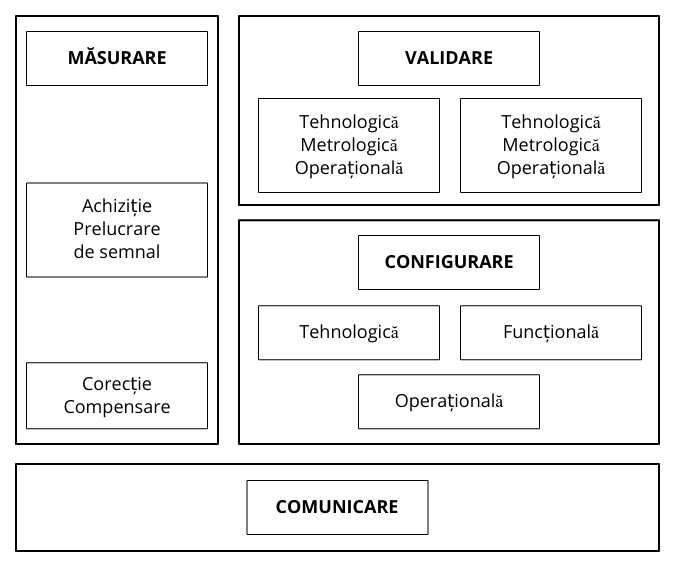 MĂSURARE
Achiziție
Prelucrare
de semnal
Corecție
Compensare
VALIDARE
Tehnologică
Metrologică
Operațională
Tehnologică
Metrologică
Operațională
CONFIGURARE
Tehnologică
Funcțională
Operațională
COMUNICARE